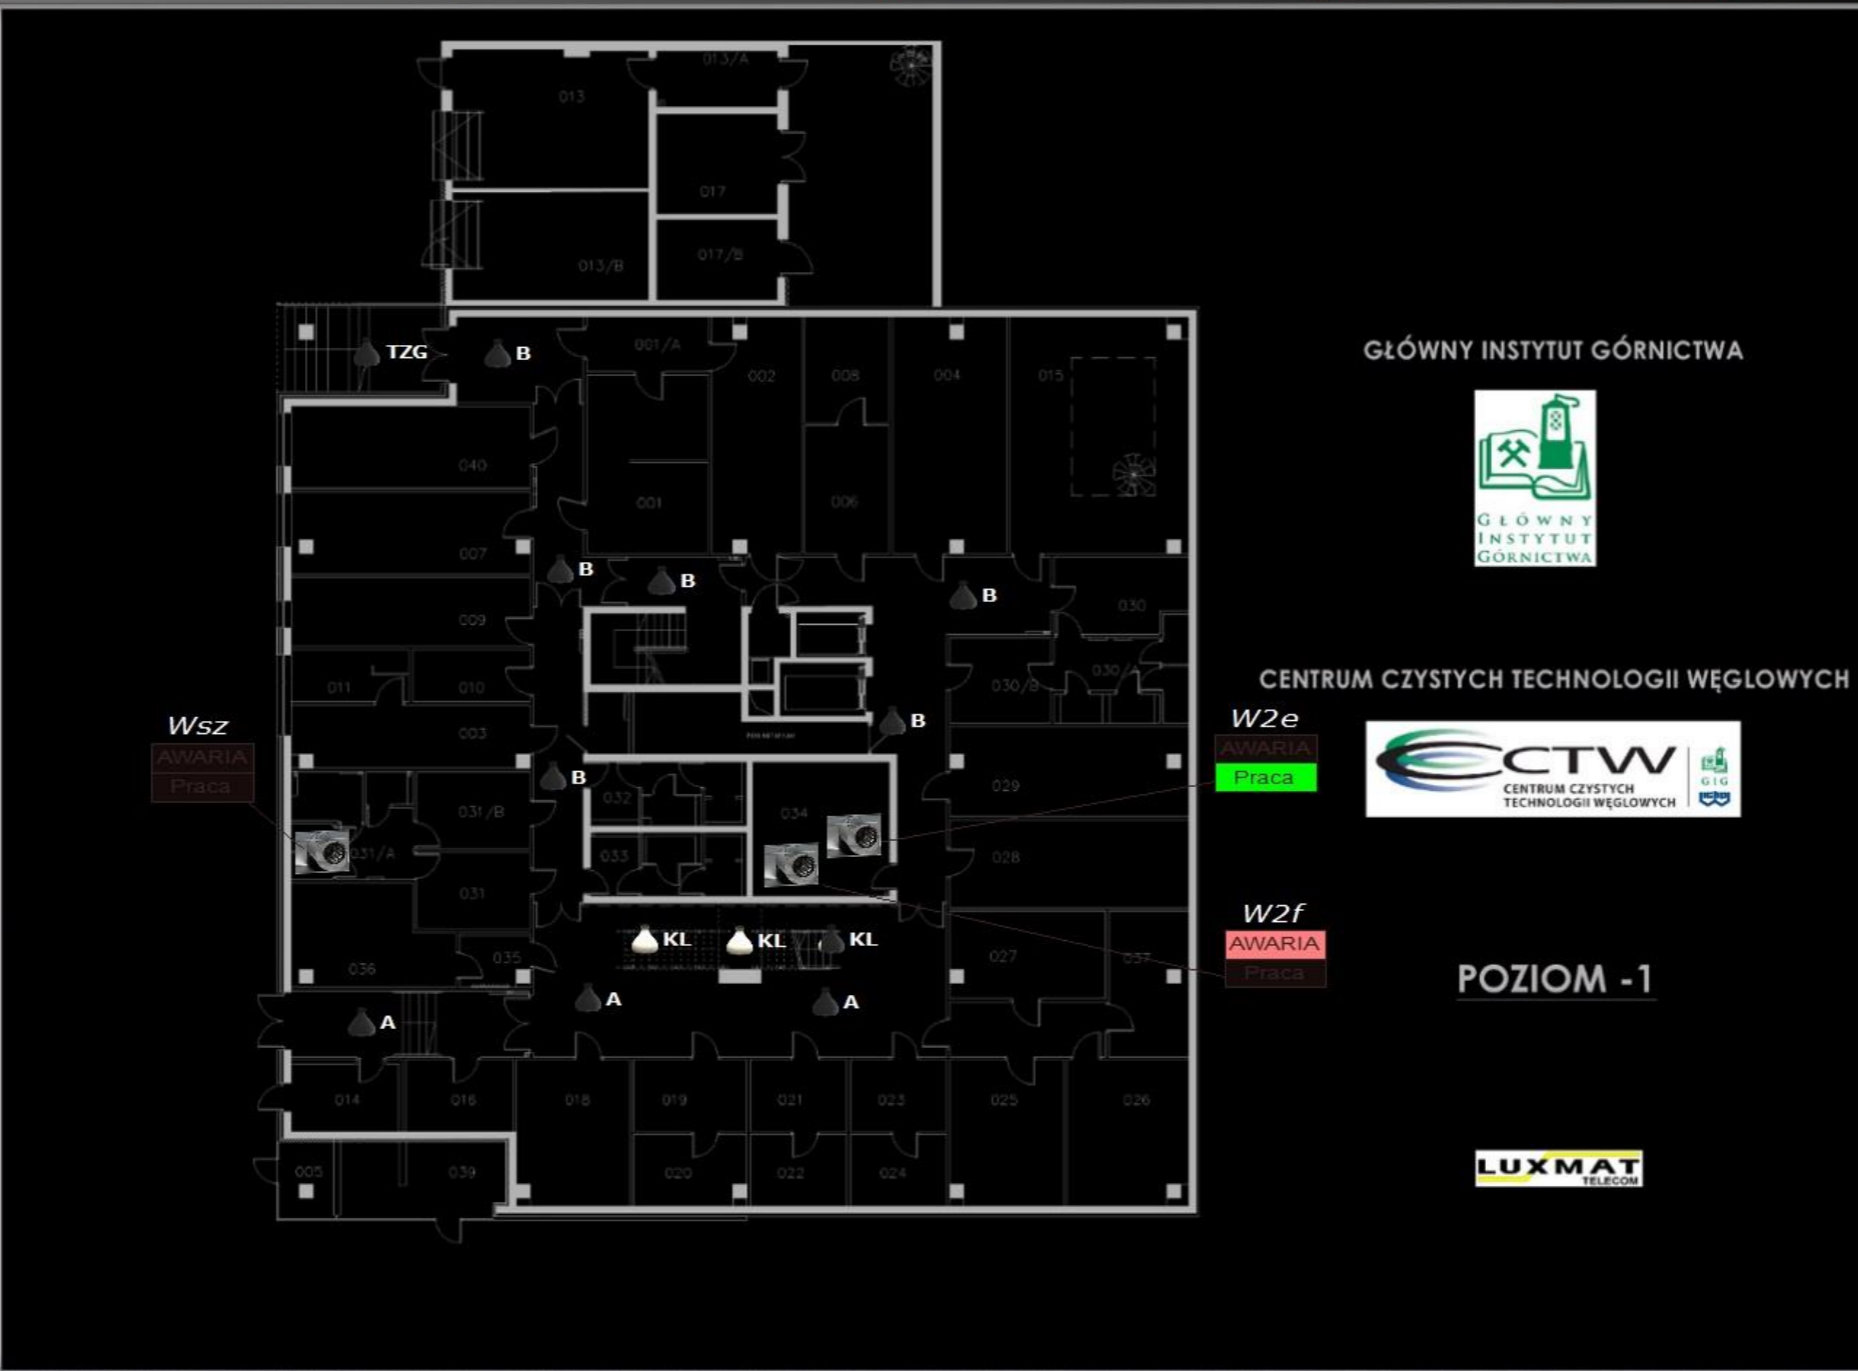 013/A
013
017
017/B
013/B
TZG
B
001/A
002
008
004
015
040
001
006
007
B
B
B
009
030
011
010
030/B
030/A
003
B
B
Wsz
AWARIA
Praca
W2e
AWARIA
Praca
029
032
034
031/B
033
031/A
028
031
W2f
AWARIA
Praca
KL
KL
KL
027
037
035
036
A
A
A
014
016
018
019
021
023
025
026
005
039
020
022
024
GŁÓWNY INSTYTUT GÓRNICTWA
GŁÓWNY
INSTYTUT
GÓRNICTWA
CENTRUM CZYSTYCH TECHNOLOGII WĘGLOWYCH
CCTW
CENTRUM CZYSTYCH
TECHNOLOGII WĘGLOWYCH
GIG
POZIOM -1
LUXMAT
TELECOM